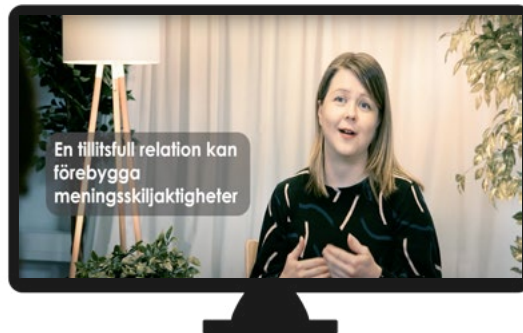 En tillitsfull relation kan
förebygga
meningsskiljaktigheter